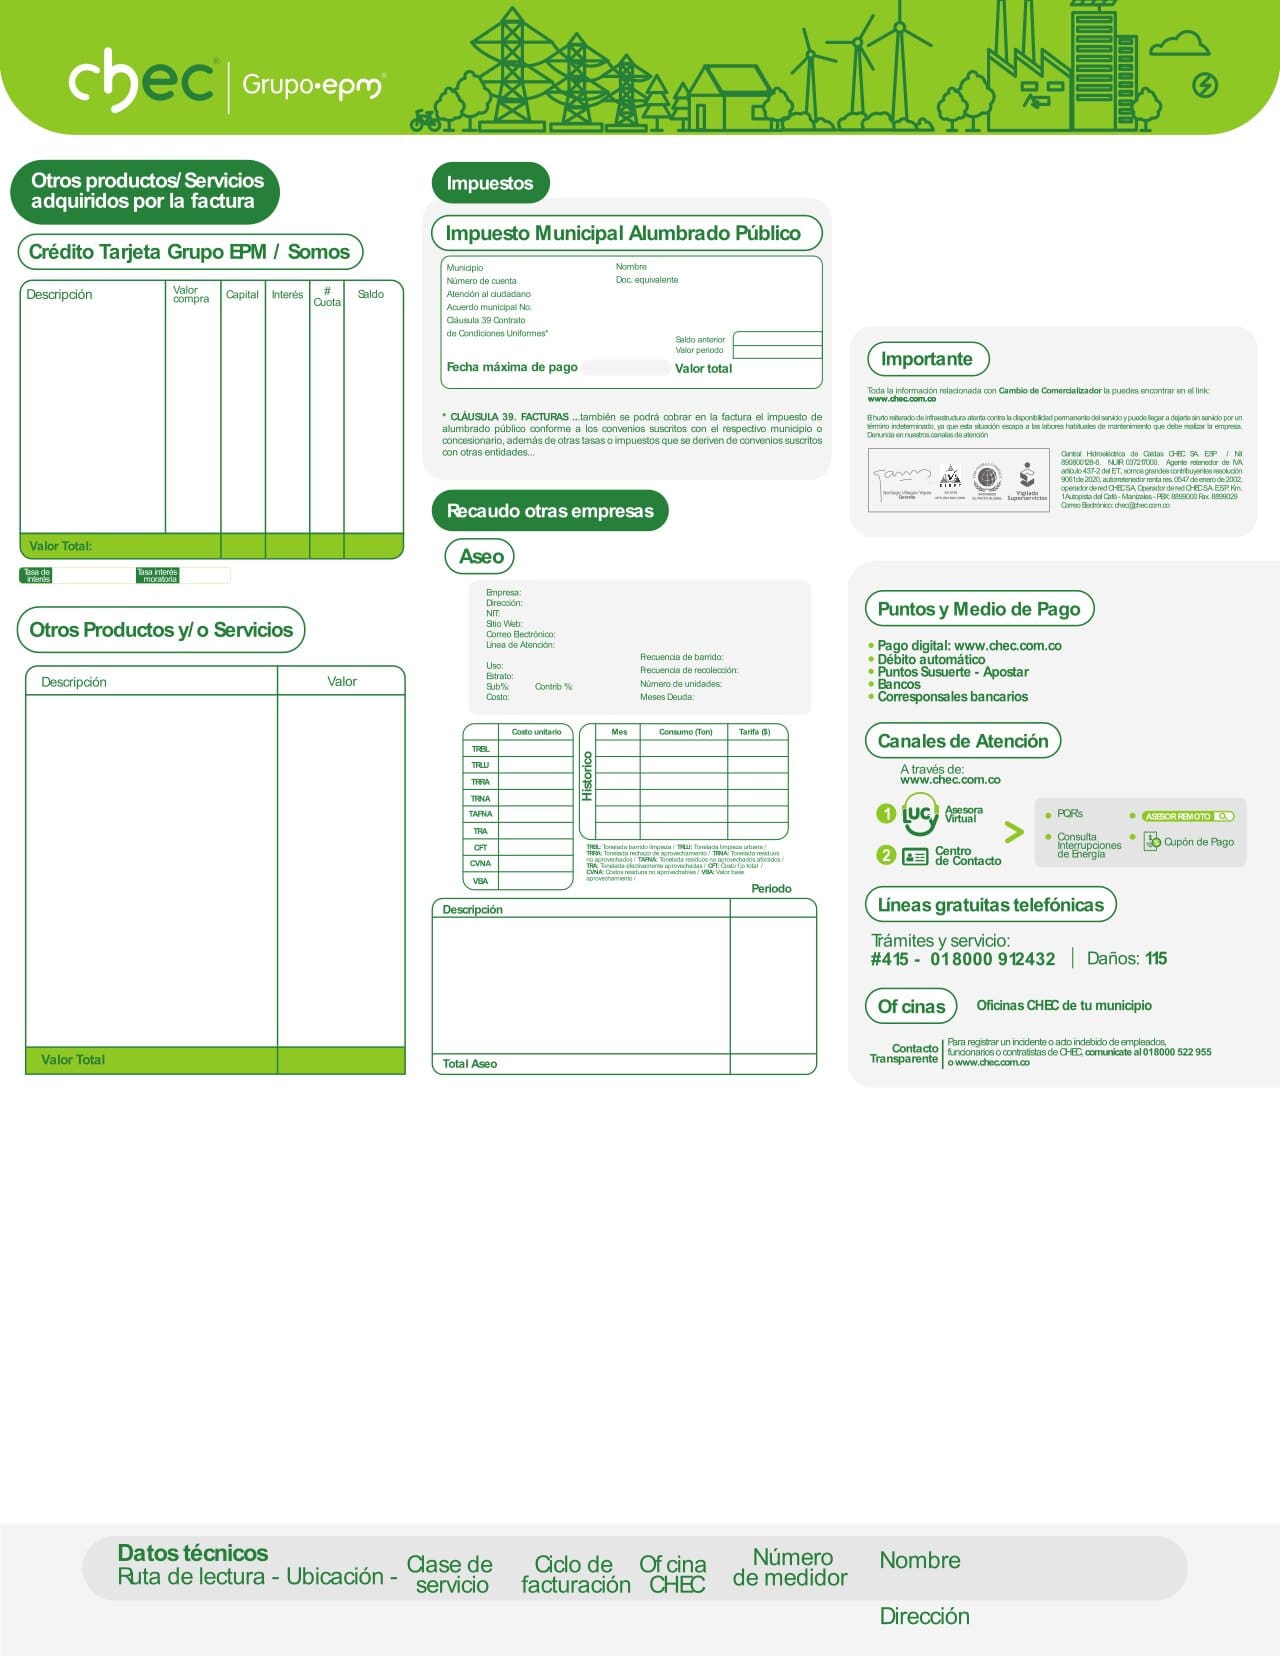 chec
Grupo·epm
Otros productos/Servicios
adquiridos por la factura
Crédito Tarjeta Grupo EPM / Somos
Descripción
Valor
compra
Capital
Interés
#
Cuota
Saldo
Valor Total:
Tasa de
interés
Tasa interés
moratoria
Otros Productos y/o Servicios
Descripción
Valor
Valor Total
Impuestos
Impuesto Municipal Alumbrado Público
Municipio
Número de cuenta
Atención al ciudadano
Acuerdo municipal No.
Cláusula 39 Contrato
de Condiciones Uniformes*
Nombre
Doc. equivalente
Saldo anterior
Valor periodo
Fecha máxima de pago
Valor total
* CLÁUSULA 39. FACTURAS ...también se podrá cobrar en la factura el impuesto de
alumbrado público conforme a los convenios suscritos con el respectivo municipio o
concesionario, además de otras tasas o impuestos que se deriven de convenios suscritos
con otras entidades...
Recaudo otras empresas
Aseo
Empresa:
Dirección:
NIT:
Sitio Web:
Correo Electrónico:
Línea de Atención:
Uso:
Estrato:
Sub%:
Contrib %:
Costo:
Frecuencia de barrido:
Frecuencia de recolección:
Número de unidades:
Meses Deuda:
Costo unitario
TRBL
TRLU
TRRA
TRNA
TAFNA
TRA
CFT
CVNA
VBA
Historico
Mes
Consumo (Ton)
Tarifa ($)
TRBL: Tonelada barrido limpieza / TRLU: Tonelada limpieza urbana /
TRRA: Tonelada rechazo de aprovechamiento / TRNA: Tonelada residuos
no aprovechados / TAFNA: Tonelada residuos no aprovechados aforados /
TRA: Tonelada efectivamente aprovechadas / CFT: Costo fjo total /
CVNA: Costos residuos no aprovechables / VBA: Valor base
aprovechamiento /
Periodo
Descripción
Total Aseo
Importante
Toda la información relacionada con Cambio de Comercializador la puedes encontrar en el link:
www.chec.com.co
El hurto reiterado de infraestructura atenta contra la disponibilidad permanente del servicio y puede llegar a dejarte sin servicio por un
término indeterminado, ya que esta situación escapa a las labores habituales de mantenimiento que debe realizar la empresa.
Denuncia en nuestros canales de atención
Santiago Villegas Yepes
Gerente
Vigilado
Superservicios
Central Hidroeléctrica de Caldas CHEC SA. ESP / Nit
890800128-6. NUIR 037217000. Agente retenedor de IVA
artículo 437-2 del ET, somos grandes contribuyentes resolución
9061 de 2020, autorretenedor renta res. 0547 de enero de 2002,
operador de red CHEC SA, Operador de red CHEC SA. ESP. Km.
1 Autopista del Café - Manizales - PBX: 8899000 Fax. 8899029
Correo Electrónico: chec@chec.com.co
Puntos y Medio de Pago
• Pago digital: www.chec.com.co
• Débito automático
• Puntos Susuerte - Apostar
• Bancos
• Corresponsales bancarios
Canales de Atención
A través de:
www.chec.com.co
1
LUCy
Asesora
Virtual
2
Centro
de Contacto
• PQRs
• Consulta
Interrupciones
de Energía
• ASESOR REMOTO
• Cupón de Pago
Líneas gratuitas telefónicas
Trámites y servicio:
#415 - 018000 912432
Daños: 115
Of cinas
Oficinas CHEC de tu municipio
Contacto
Transparente
Para registrar un incidente o acto indebido de empleados,
funcionarios o contratistas de CHEC, comunícate al 018000 522 955
o www.chec.com.co
Datos técnicos
Ruta de lectura - Ubicación -
Clase de
servicio
Ciclo de
facturación
Of cina
CHEC
Número
de medidor
Nombre
Dirección